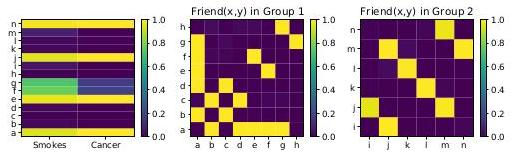 Friend(x,y) in Group 1
Friend(x,y) in Group 2
n
m
l
k
j
i
h
g
f
e
d
c
b
a
Smokes Cancer
1.0
0.8
0.6
0.4
0.2
0.0
h
g
f
e
d
c
b
a
a b c d e f g h
1.0
0.8
0.6
0.4
0.2
0.0
n
m
l
k
j
i
i j k l m n
1.0
0.8
0.6
0.4
0.2
0.0